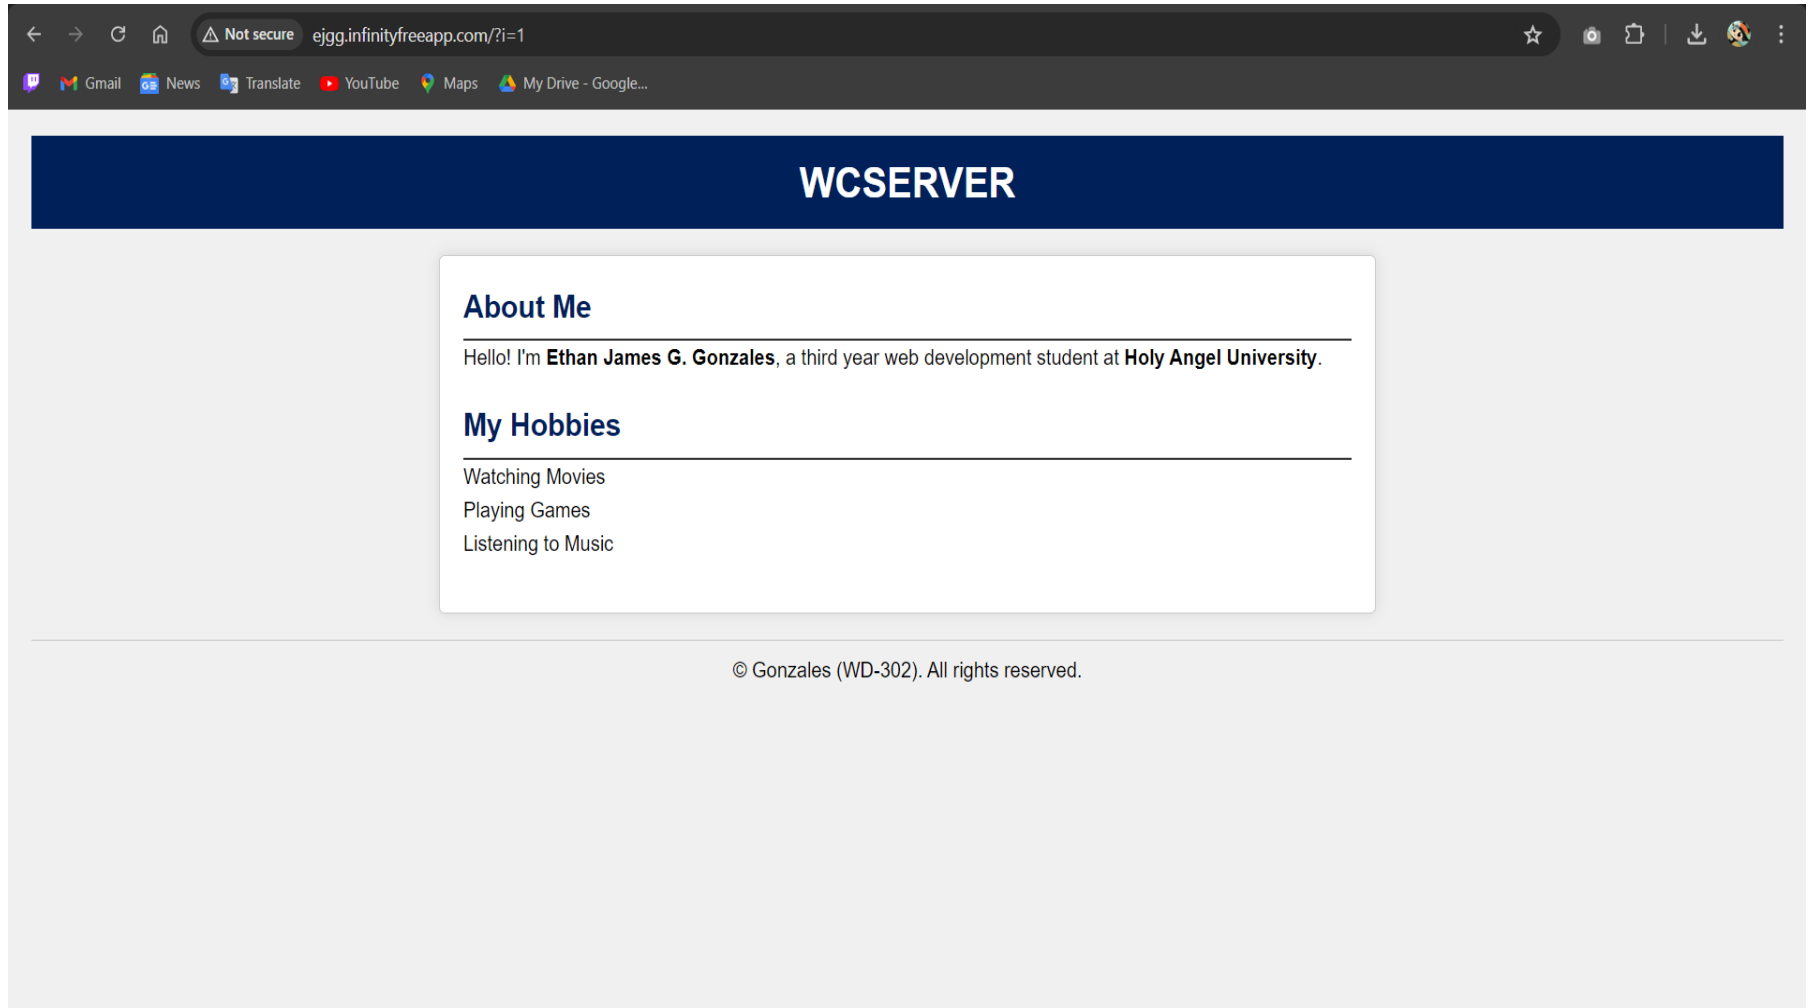 Not secure ejgg.infinityfreeapp.com/?i=1
Gmail News Translate YouTube Maps My Drive - Google...
WCSERVER
About Me
Hello! I'm Ethan James G. Gonzales, a third year web development student at Holy Angel University.
My Hobbies
Watching Movies
Playing Games
Listening to Music
© Gonzales (WD-302). All rights reserved.